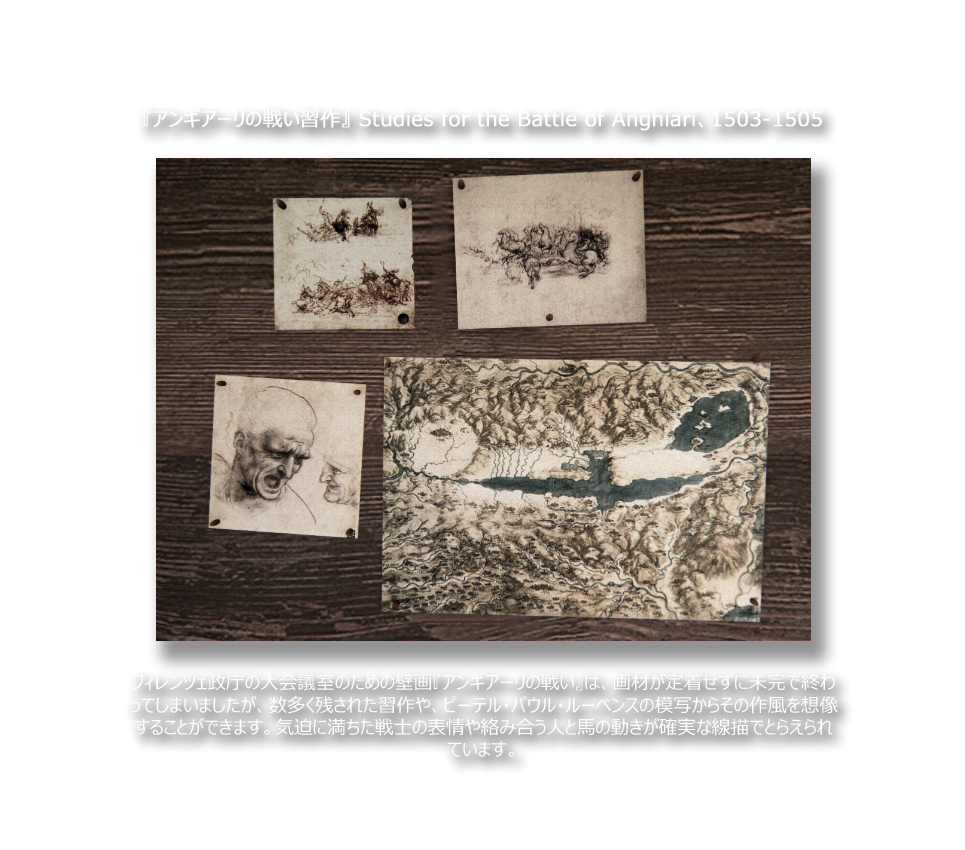 『アンギアーリの戦い習作』 Studies for the Battle of Anghiari、1503-1505
フィレンツェ政庁の大会議室のための壁画『アンギアーリの戦い』は、画材が定着せずに未完で終わ
ってしまいましたが、数多く残された習作や、ピーテル・パウル・ルーベンスの模写からその作風を想像
することができます。気迫に満ちた戦士の表情や絡み合う人と馬の動きが確実な線描でとらえられ
ています。